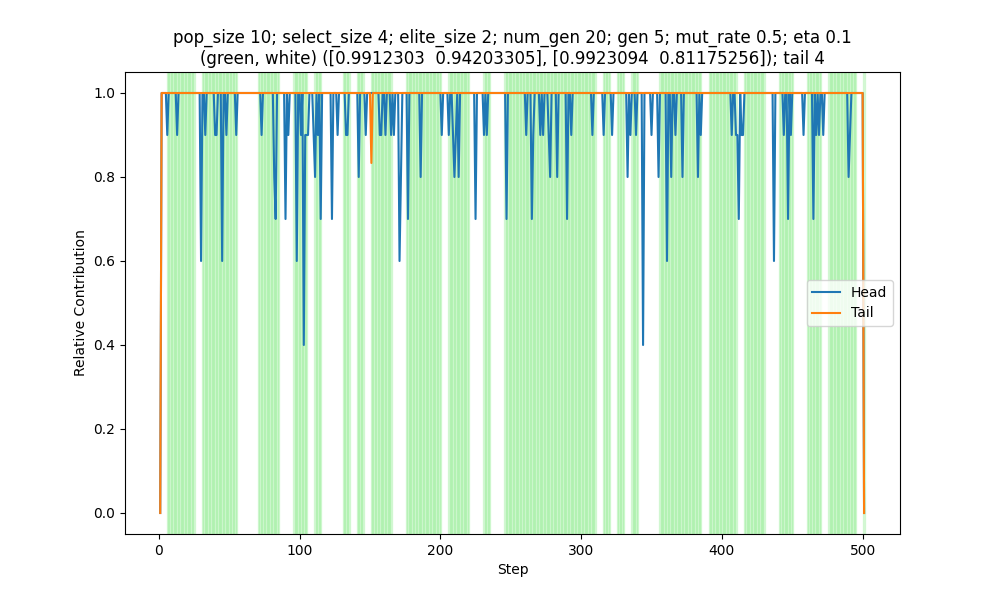 pop_size 10; select_size 4; elite_size 2; num_gen 20; gen 5; mut_rate 0.5; eta 0.1
(green, white) ([0.9912303  0.94203305], [0.9923094  0.81175256]); tail 4
1.0
0.8
0.6
0.4
0.2
0.0
Relative Contribution
Head
Tail
0
100
200
300
400
500
Step